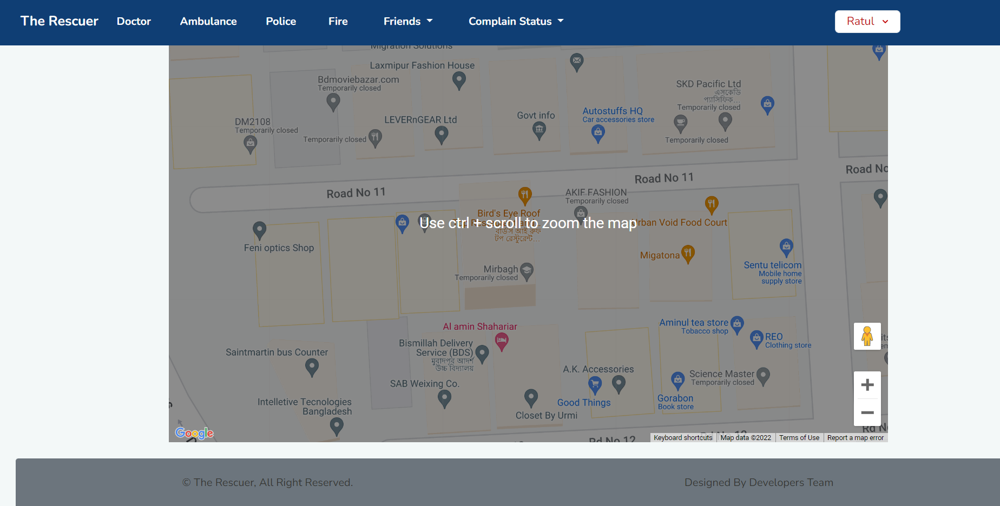 The Rescuer
Doctor
Ambulance
Police
Fire
Friends
Complain Status
Ratul
Migration Solutions
Laxmipur Fashion House
Bdmoviebazar.com
Temporarily closed
SKD Pacific Ltd
এসকেডি
প্যাসিফিক...
Temporarily closed
DM2108
Temporarily closed
LEVERnGEAR Ltd
Govt info
Autostuffs HQ
Car accessories store
Temporarily closed
Temporarily closed
Road No 11
Road No 11
Road No
AKIF FASHION
Temporarily closed
Bird's Eye Roof
Top Restaurant and...
বার্ডস আই রুফ
টপ রেস্টুরেন্ট...
Use ctrl + scroll to zoom the map
Urban Void Food Court
Feni optics Shop
Migatona
Mirbagh
Temporarily closed
Sentu telicom
Mobile home
supply store
Al amin Shahariar
Aminul tea store
Tobacco shop
REO
Clothing store
Bismillah Delivery
Service (BDS)
মুরাদপুর আদর্শ
উচ্চ বিদ্যালয়
Saintmartin bus Counter
A.K. Accessories
Science Master
Temporarily closed
SAB Weixing Co.
Good Things
Gorabon
Book store
Intelletive Tecnologies
Bangladesh
Closet By Urmi
Rd No 12
Rd No 12
Rd N
Google
Keyboard shortcuts
Map data ©2022
Terms of Use
Report a map error
© The Rescuer, All Right Reserved.
Designed By Developers Team